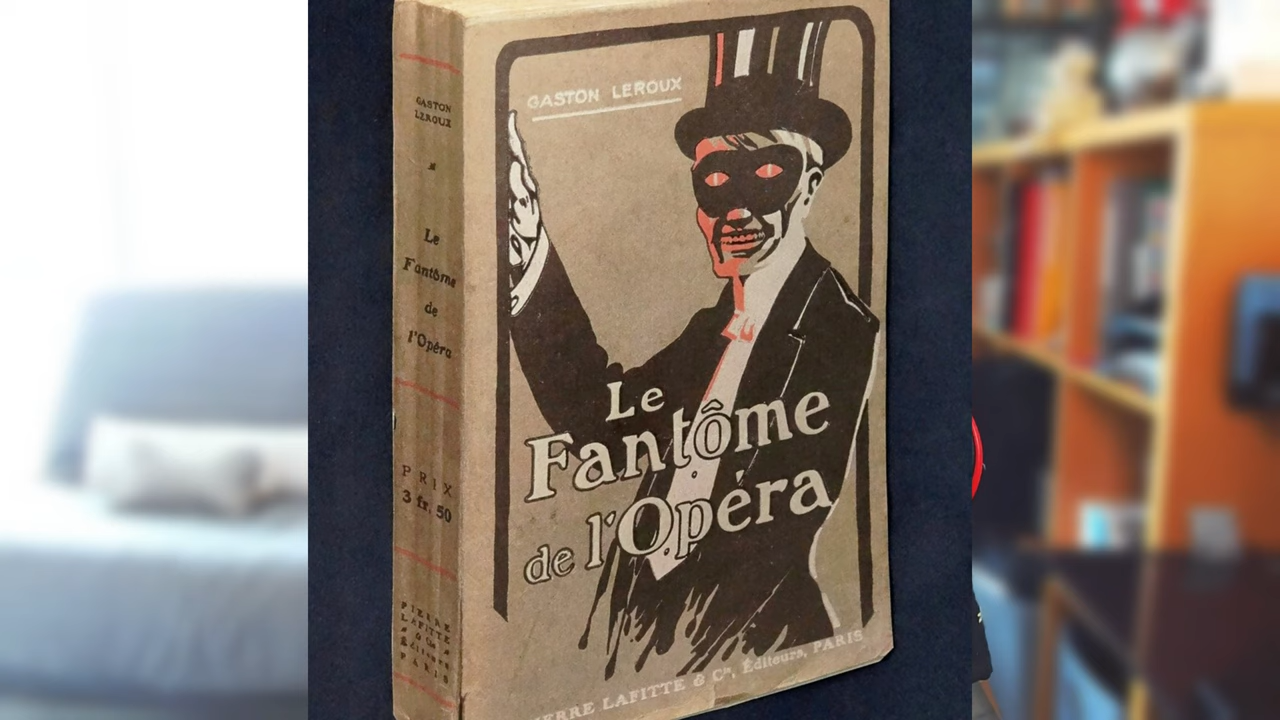 GASTON
LEROUX
Le
Fantôme
de
l'Opéra
PRIX
3 fr. 50
PIERRE
LAFITTE
& Cie
Éditeurs
PARIS
GASTON LEROUX
Le
Fantôme
de l'Opéra
PIERRE LAFITTE & Cie, Éditeurs, PARIS